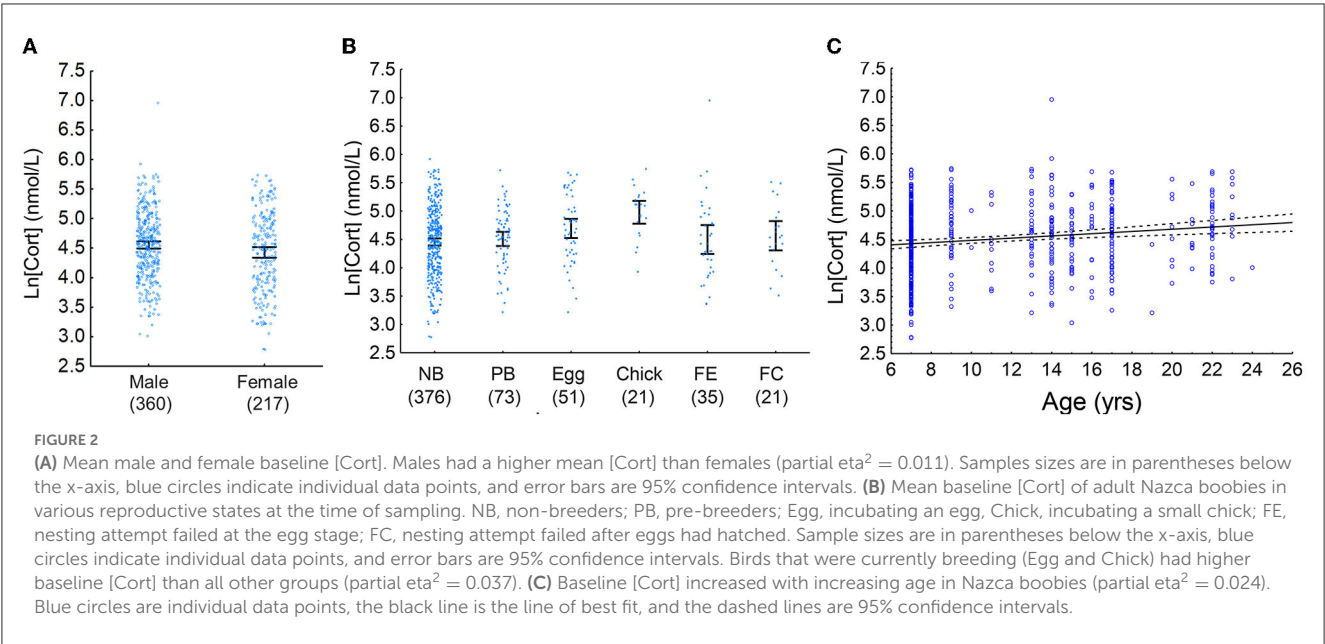 A
B
C
7.5
7.0
6.5
6.0
5.5
5.0
4.5
4.0
3.5
3.0
2.5
Ln[Cort] (nmol/L)
Male
(360)
Female
(217)
7.5
7.0
6.5
6.0
5.5
5.0
4.5
4.0
3.5
3.0
2.5
Ln[Cort] (nmol/L)
NB PB Egg Chick FE FC
(376) (73) (51) (21) (35) (21)
7.5
7.0
6.5
6.0
5.5
5.0
4.5
4.0
3.5
3.0
2.5
Ln[Cort] (nmol/L)
6 8 10 12 14 16 18 20 22 24 26
Age (yrs)
FIGURE 2
(A) Mean male and female baseline [Cort]. Males had a higher mean [Cort] than females (partial eta² = 0.011). Samples sizes are in parentheses below
the x-axis, blue circles indicate individual data points, and error bars are 95% confidence intervals. (B) Mean baseline [Cort] of adult Nazca boobies in
various reproductive states at the time of sampling. NB, non-breeders; PB, pre-breeders; Egg, incubating an egg, Chick, incubating a small chick; FE,
nesting attempt failed at the egg stage; FC, nesting attempt failed after eggs had hatched. Sample sizes are in parentheses below the x-axis, blue
circles indicate individual data points, and error bars are 95% confidence intervals. Birds that were currently breeding (Egg and Chick) had higher
baseline [Cort] than all other groups (partial eta² = 0.037). (C) Baseline [Cort] increased with increasing age in Nazca boobies (partial eta² = 0.024).
Blue circles are individual data points, the black line is the line of best fit, and the dashed lines are 95% confidence intervals.